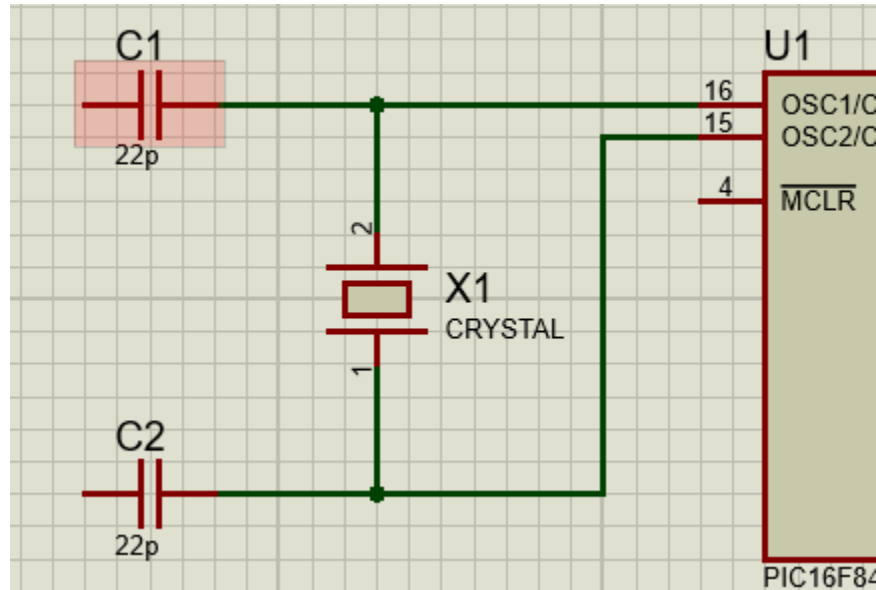 C1
22p
U1
16
OSC1/C
15
OSC2/C
4
MCLR
2
X1
CRYSTAL
1
C2
22p
PIC16F84